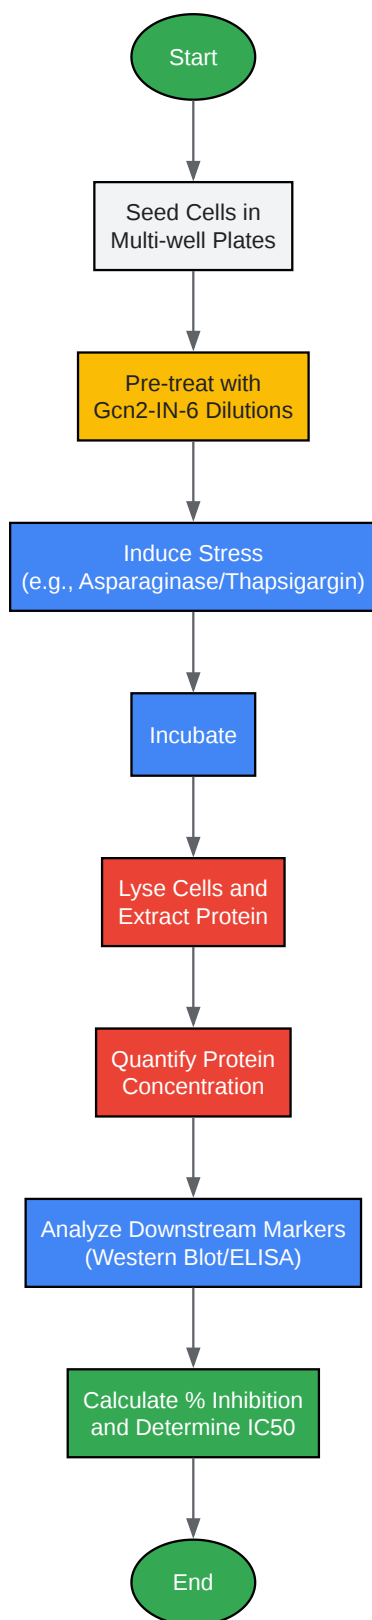 Start
Seed Cells in
Multi-well Plates
Pre-treat with
Gcn2-IN-6 Dilutions
Induce Stress
(e.g., Asparaginase/Thapsigargin)
Incubate
Lyse Cells and
Extract Protein
Quantify Protein
Concentration
Analyze Downstream Markers
(Western Blot/ELISA)
Calculate % Inhibition
and Determine IC50
End